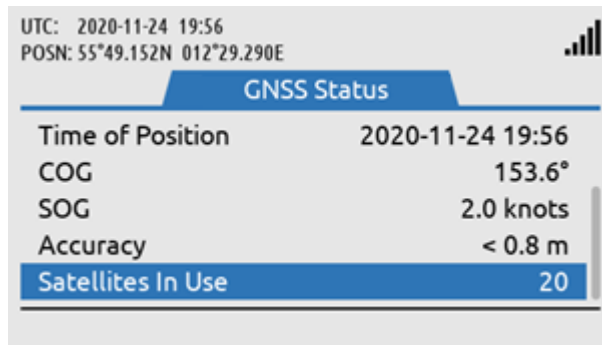 UTC: 2020-11-24 19:56
POSN: 55°49.152N 012°29.290E
GNSS Status
Time of Position 2020-11-24 19:56
COG 153.6°
SOG 2.0 knots
Accuracy < 0.8 m
Satellites In Use 20